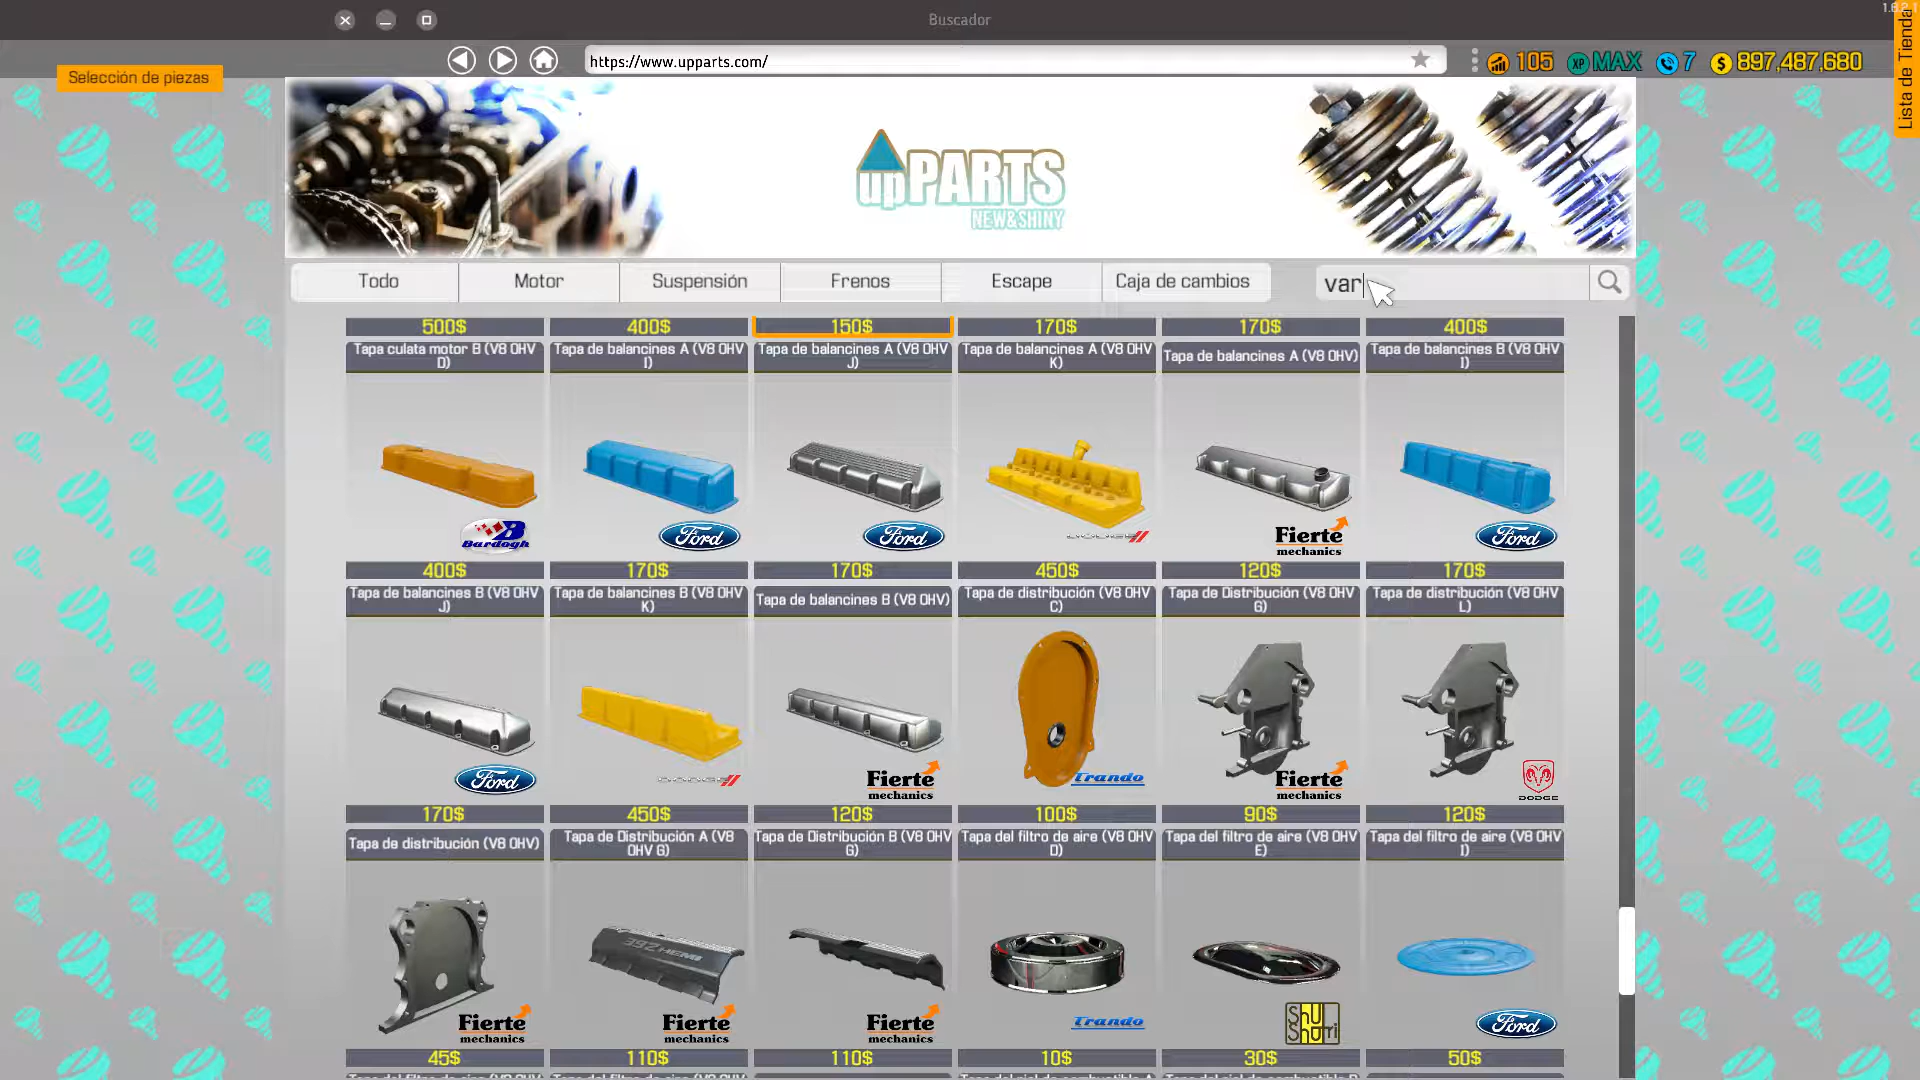 Buscador
1.6.2.1
https://www.upparts.com/
105
XP MAX
7
$ 897,487,680
Selección de piezas
Lista de Tienda
upPARTS
NEW&SHINY
Todo
Motor
Suspensión
Frenos
Escape
Caja de cambios
var
500$
400$
150$
170$
170$
400$
Tapa culata motor B (V8 OHV
D)
Tapa de balancines A (V8 OHV
I)
Tapa de balancines A (V8 OHV
J)
Tapa de balancines A (V8 OHV
K)
Tapa de balancines A (V8 OHV)
Tapa de balancines B (V8 OHV
I)
Bardogh
Ford
Ford
DODGE
Fierte
mechanics
Ford
400$
170$
170$
450$
120$
170$
Tapa de balancines B (V8 OHV
J)
Tapa de balancines B (V8 OHV
K)
Tapa de balancines B (V8 OHV)
Tapa de distribución (V8 OHV
C)
Tapa de Distribución (V8 OHV
G)
Tapa de distribución (V8 OHV
L)
Ford
DODGE
Fierte
mechanics
Trando
Fierte
mechanics
DODGE
170$
450$
120$
100$
90$
120$
Tapa de distribución (V8 OHV)
Tapa de Distribución A (V8
OHV G)
Tapa de Distribución B (V8 OHV
G)
Tapa del filtro de aire (V8 OHV
D)
Tapa del filtro de aire (V8 OHV
E)
Tapa del filtro de aire (V8 OHV
I)
392 HEMI
Fierte
mechanics
Fierte
mechanics
Fierte
mechanics
Trando
Ford
45$
110$
110$
10$
30$
50$